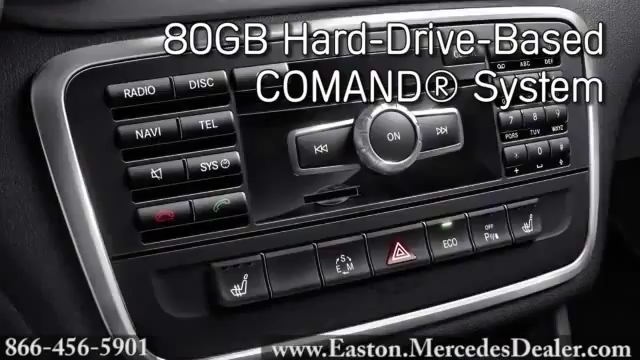 80GB Hard-Drive-Based
COMAND® System
RADIO DISC
NAVI TEL
SYS
ON
ABC DEF
7 8 9
PQRS TUV WXYZ
* 0 #
S
E M
ECO
OFF
P
866-456-5901
www.Easton.MercedesDealer.com